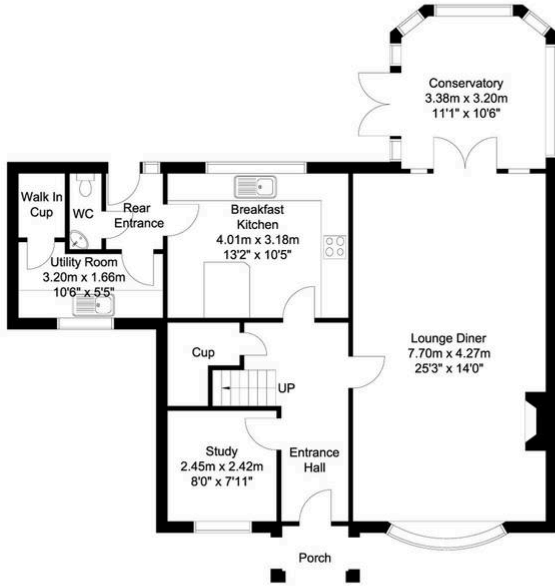 Conservatory
3.38m x 3.20m
11'1" x 10'6"
Walk In
Cup
WC
Rear
Entrance
Breakfast
Kitchen
4.01m x 3.18m
13'2" x 10'5"
Utility Room
3.20m x 1.66m
10'6" x 5'5"
Lounge Diner
7.70m x 4.27m
25'3" x 14'0"
Cup
UP
Study
2.45m x 2.42m
8'0" x 7'11"
Entrance
Hall
Porch